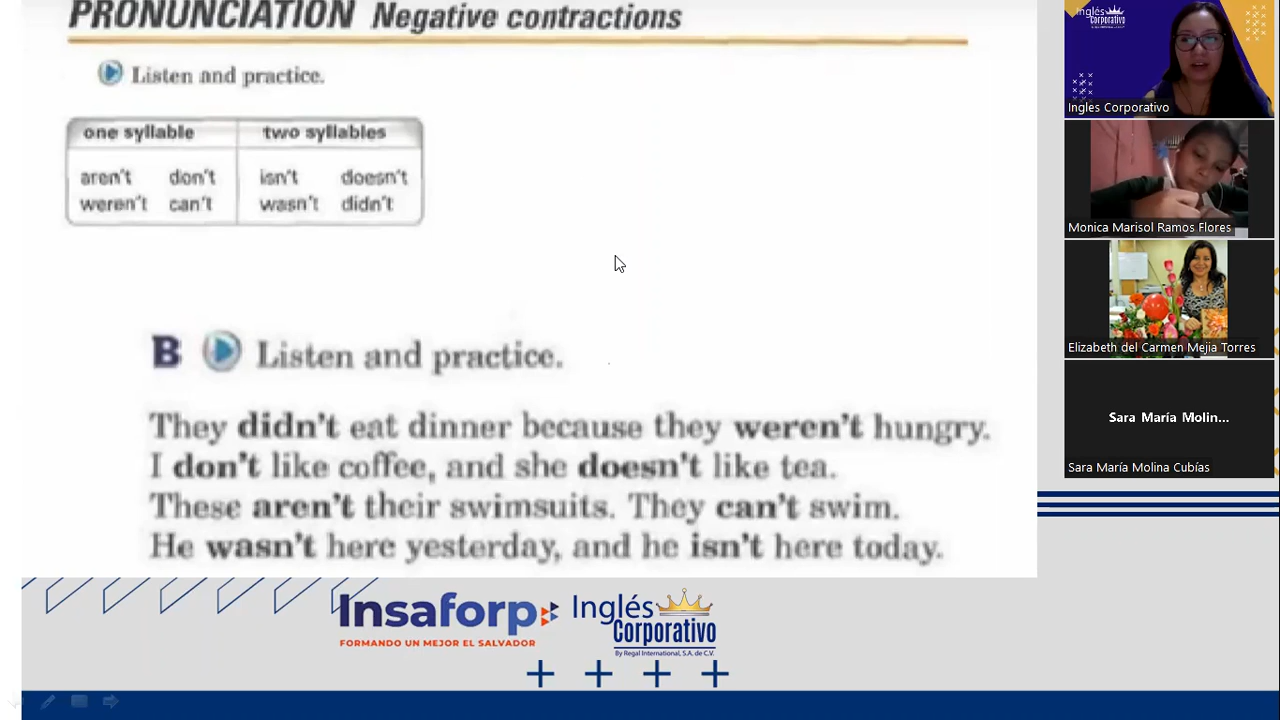 PRONUNCIATION Negative contractions
Listen and practice.
one syllable two syllables
aren't don't isn't doesn't
weren't can't wasn't didn't
B Listen and practice.
They didn't eat dinner because they weren't hungry.
I don't like coffee, and she doesn't like tea.
These aren't their swimsuits. They can't swim.
He wasn't here yesterday, and he isn't here today.
Insaforp
FORMANDO UN MEJOR EL SALVADOR
Inglés
Corporativo
By Regal International, S.A. de C.V.
Inglés
Corporativo
Ingles Corporativo
Monica Marisol Ramos Flores
Elizabeth del Carmen Mejia Torres
Sara María Molin...
Sara María Molina Cubías